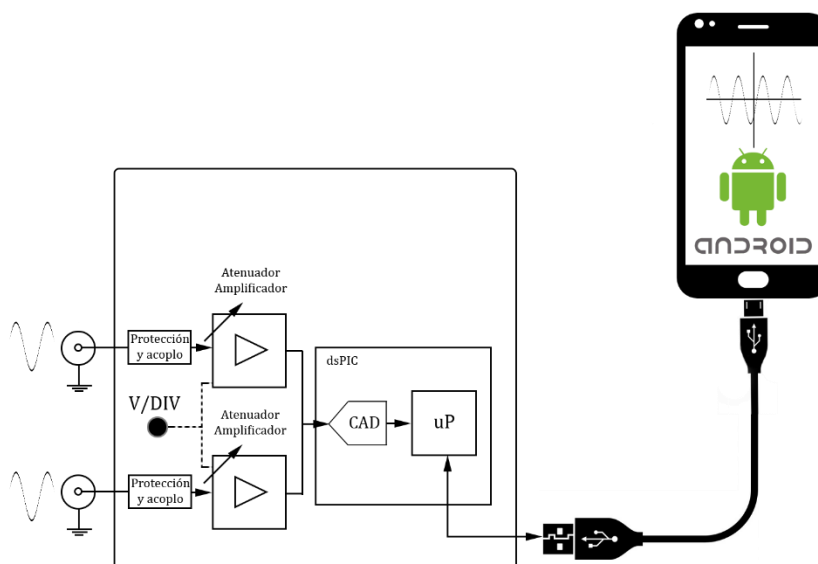 ANDROID
Atenuador
Amplificador
Protección
y acoplo
dsPIC
V/DIV
CAD
uP
Atenuador
Amplificador
Protección
y acoplo